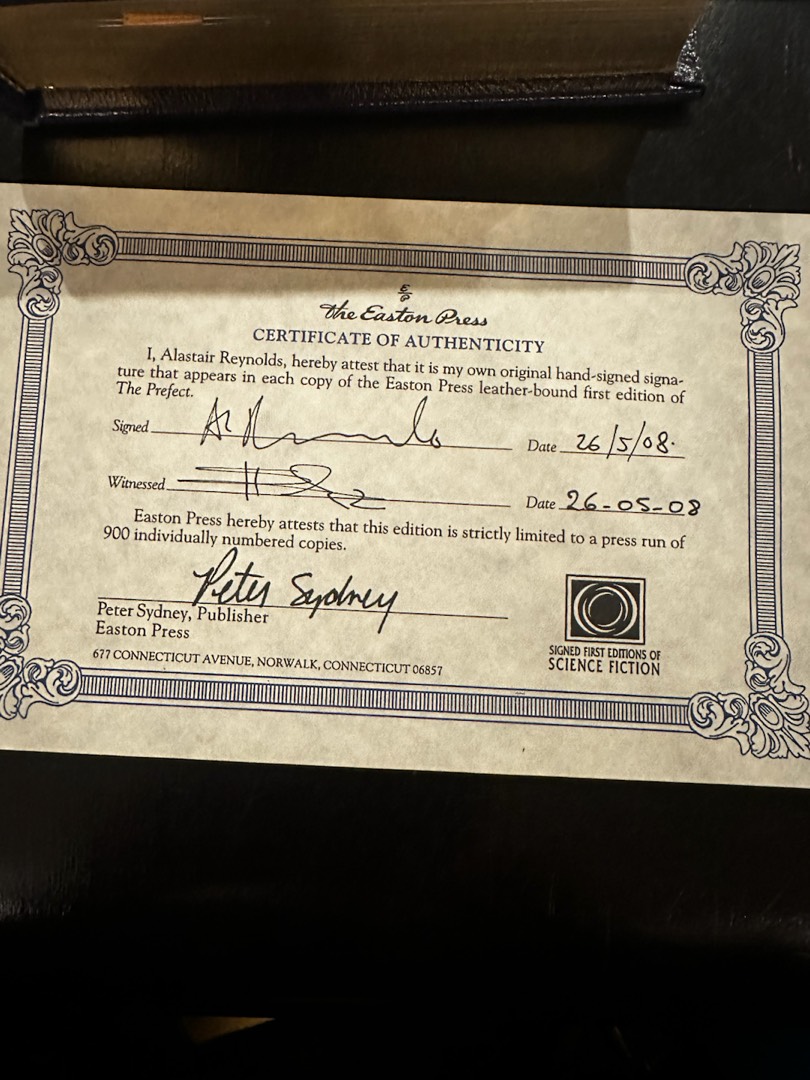 E
P
the Easton Press
CERTIFICATE OF AUTHENTICITY
I, Alastair Reynolds, hereby attest that it is my own original hand-signed signa-
ture that appears in each copy of the Easton Press leather-bound first edition of
The Prefect.
Signed
Date 26/5/08.
Witnessed
Date 26-05-08
Easton Press hereby attests that this edition is strictly limited to a press run of
900 individually numbered copies.
Peter Sydney
Peter Sydney, Publisher
Easton Press
677 CONNECTICUT AVENUE, NORWALK, CONNECTICUT 06857
SIGNED FIRST EDITIONS OF
SCIENCE FICTION